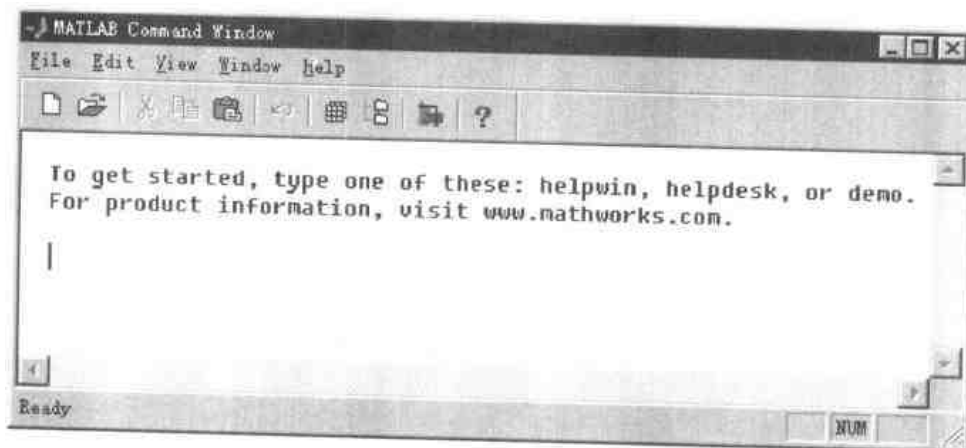 MATLAB Command Window
File Edit View Window help
?
To get started, type one of these: helpwin, helpdesk, or demo.
For product information, visit www.mathworks.com.
Ready
NUM